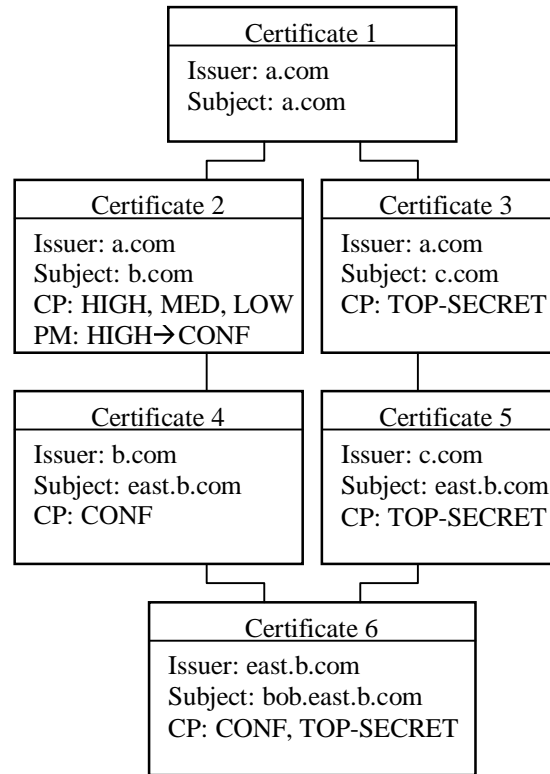 Certificate 1
Issuer: a.com
Subject: a.com
Certificate 2
Issuer: a.com
Subject: b.com
CP: HIGH, MED, LOW
PM: HIGH→CONF
Certificate 3
Issuer: a.com
Subject: c.com
CP: TOP-SECRET
Certificate 4
Issuer: b.com
Subject: east.b.com
CP: CONF
Certificate 5
Issuer: c.com
Subject: east.b.com
CP: TOP-SECRET
Certificate 6
Issuer: east.b.com
Subject: bob.east.b.com
CP: CONF, TOP-SECRET